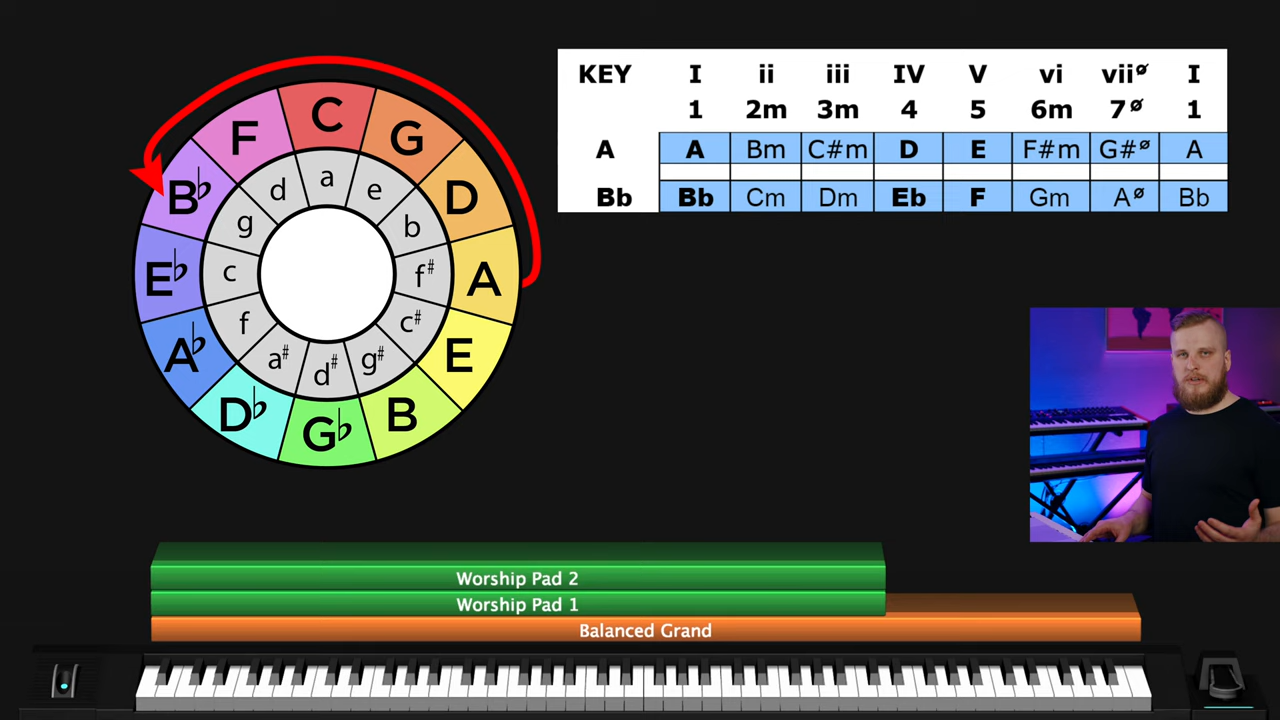 C
G
D
A
E
B
G♭
D♭
A♭
E♭
B♭
F
a
e
b
f#
c#
g#
d#
a#
f
c
g
d
KEY I ii iii IV V vi viiø I
1 2m 3m 4 5 6m 7ø 1
A A Bm C#m D E F#m G#ø A
Bb Bb Cm Dm Eb F Gm Aø Bb
Worship Pad 2
Worship Pad 1
Balanced Grand